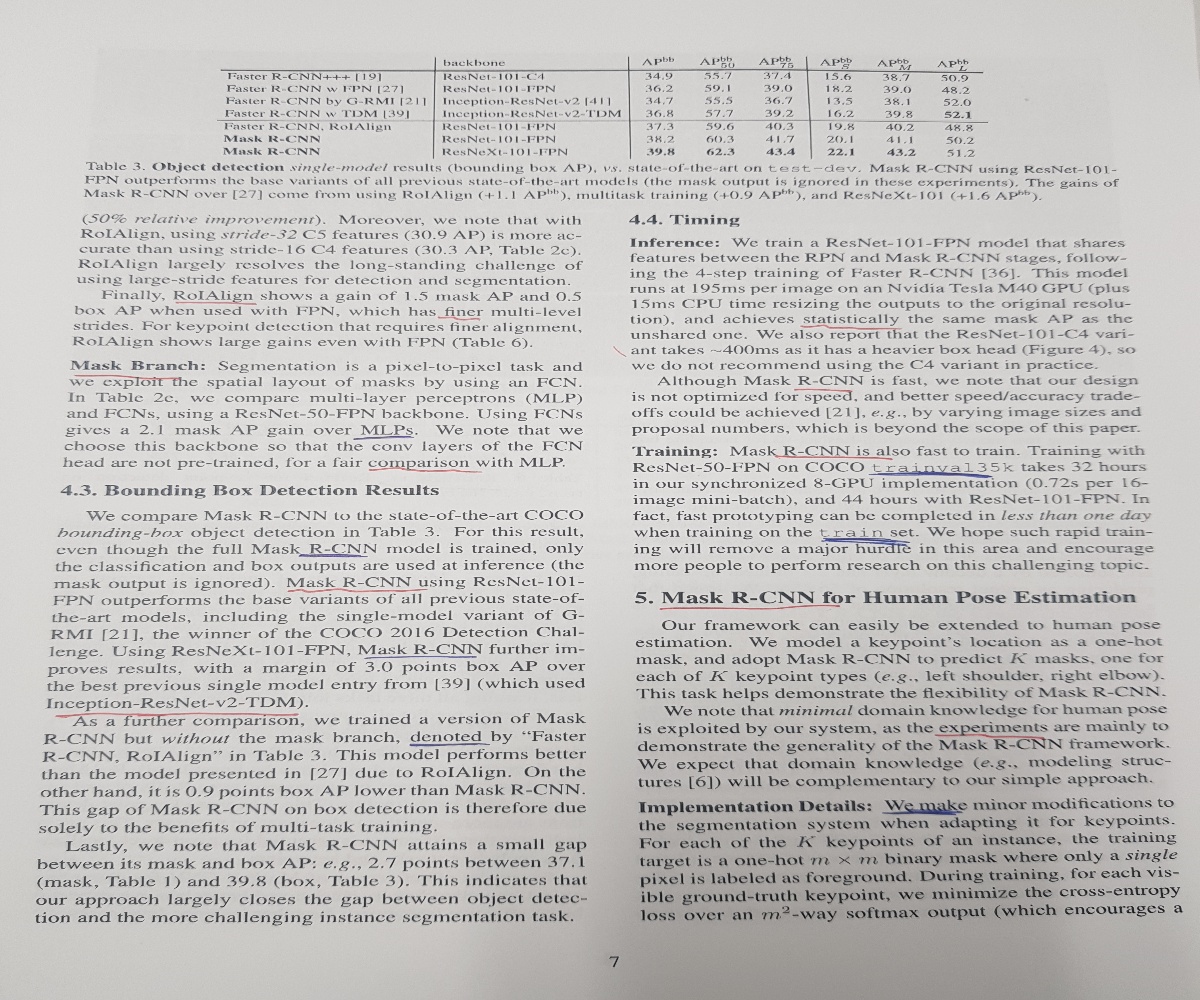 backbone AP^bb AP^bb_50 AP^bb_75 AP^bb_S AP^bb_M AP^bb_L
Faster R-CNN+++ [19] ResNet-101-C4 34.9 55.7 37.4 15.6 38.7 50.9
Faster R-CNN w FPN [27] ResNet-101-FPN 36.2 59.1 39.0 18.2 39.0 48.2
Faster R-CNN by G-RMI [21] Inception-ResNet-v2 [41] 34.7 55.5 36.7 13.5 38.1 52.0
Faster R-CNN w TDM [39] Inception-ResNet-v2-TDM 36.8 57.7 39.2 16.2 39.8 52.1
Faster R-CNN, RoIAlign ResNet-101-FPN 37.3 59.6 40.3 19.8 40.2 48.8
Mask R-CNN ResNet-101-FPN 38.2 60.3 41.7 20.1 41.1 50.2
Mask R-CNN ResNeXt-101-FPN 39.8 62.3 43.4 22.1 43.2 51.2
Table 3. Object detection single-model results (bounding box AP), vs. state-of-the-art on test-dev. Mask R-CNN using ResNet-101-
FPN outperforms the base variants of all previous state-of-the-art models (the mask output is ignored in these experiments). The gains of
Mask R-CNN over [27] come from using RoIAlign (+1.1 AP^bb), multitask training (+0.9 AP^bb), and ResNeXt-101 (+1.6 AP^bb).
(50% relative improvement). Moreover, we note that with
RoIAlign, using stride-32 C5 features (30.9 AP) is more ac-
curate than using stride-16 C4 features (30.3 AP, Table 2c).
RoIAlign largely resolves the long-standing challenge of
using large-stride features for detection and segmentation.
Finally, RoIAlign shows a gain of 1.5 mask AP and 0.5
box AP when used with FPN, which has finer multi-level
strides. For keypoint detection that requires finer alignment,
RoIAlign shows large gains even with FPN (Table 6).
Mask Branch: Segmentation is a pixel-to-pixel task and
we exploit the spatial layout of masks by using an FCN.
In Table 2e, we compare multi-layer perceptrons (MLP)
and FCNs, using a ResNet-50-FPN backbone. Using FCNs
gives a 2.1 mask AP gain over MLPs. We note that we
choose this backbone so that the conv layers of the FCN
head are not pre-trained, for a fair comparison with MLP.
4.3. Bounding Box Detection Results
We compare Mask R-CNN to the state-of-the-art COCO
bounding-box object detection in Table 3. For this result,
even though the full Mask R-CNN model is trained, only
the classification and box outputs are used at inference (the
mask output is ignored). Mask R-CNN using ResNet-101-
FPN outperforms the base variants of all previous state-of-
the-art models, including the single-model variant of G-
RMI [21], the winner of the COCO 2016 Detection Chal-
lenge. Using ResNeXt-101-FPN, Mask R-CNN further im-
proves results, with a margin of 3.0 points box AP over
the best previous single model entry from [39] (which used
Inception-ResNet-v2-TDM).
As a further comparison, we trained a version of Mask
R-CNN but without the mask branch, denoted by “Faster
R-CNN, RoIAlign” in Table 3. This model performs better
than the model presented in [27] due to RoIAlign. On the
other hand, it is 0.9 points box AP lower than Mask R-CNN.
This gap of Mask R-CNN on box detection is therefore due
solely to the benefits of multi-task training.
Lastly, we note that Mask R-CNN attains a small gap
between its mask and box AP: e.g., 2.7 points between 37.1
(mask, Table 1) and 39.8 (box, Table 3). This indicates that
our approach largely closes the gap between object detec-
tion and the more challenging instance segmentation task.
4.4. Timing
Inference: We train a ResNet-101-FPN model that shares
features between the RPN and Mask R-CNN stages, follow-
ing the 4-step training of Faster R-CNN [36]. This model
runs at 195ms per image on an Nvidia Tesla M40 GPU (plus
15ms CPU time resizing the outputs to the original resolu-
tion), and achieves statistically the same mask AP as the
unshared one. We also report that the ResNet-101-C4 vari-
ant takes ~400ms as it has a heavier box head (Figure 4), so
we do not recommend using the C4 variant in practice.
Although Mask R-CNN is fast, we note that our design
is not optimized for speed, and better speed/accuracy trade-
offs could be achieved [21], e.g., by varying image sizes and
proposal numbers, which is beyond the scope of this paper.
Training: Mask R-CNN is also fast to train. Training with
ResNet-50-FPN on COCO trainval35k takes 32 hours
in our synchronized 8-GPU implementation (0.72s per 16-
image mini-batch), and 44 hours with ResNet-101-FPN. In
fact, fast prototyping can be completed in less than one day
when training on the train set. We hope such rapid train-
ing will remove a major hurdle in this area and encourage
more people to perform research on this challenging topic.
5. Mask R-CNN for Human Pose Estimation
Our framework can easily be extended to human pose
estimation. We model a keypoint's location as a one-hot
mask, and adopt Mask R-CNN to predict K masks, one for
each of K keypoint types (e.g., left shoulder, right elbow).
This task helps demonstrate the flexibility of Mask R-CNN.
We note that minimal domain knowledge for human pose
is exploited by our system, as the experiments are mainly to
demonstrate the generality of the Mask R-CNN framework.
We expect that domain knowledge (e.g., modeling struc-
tures [6]) will be complementary to our simple approach.
Implementation Details: We make minor modifications to
the segmentation system when adapting it for keypoints.
For each of the K keypoints of an instance, the training
target is a one-hot m × m binary mask where only a single
pixel is labeled as foreground. During training, for each vis-
ible ground-truth keypoint, we minimize the cross-entropy
loss over an m²-way softmax output (which encourages a
7